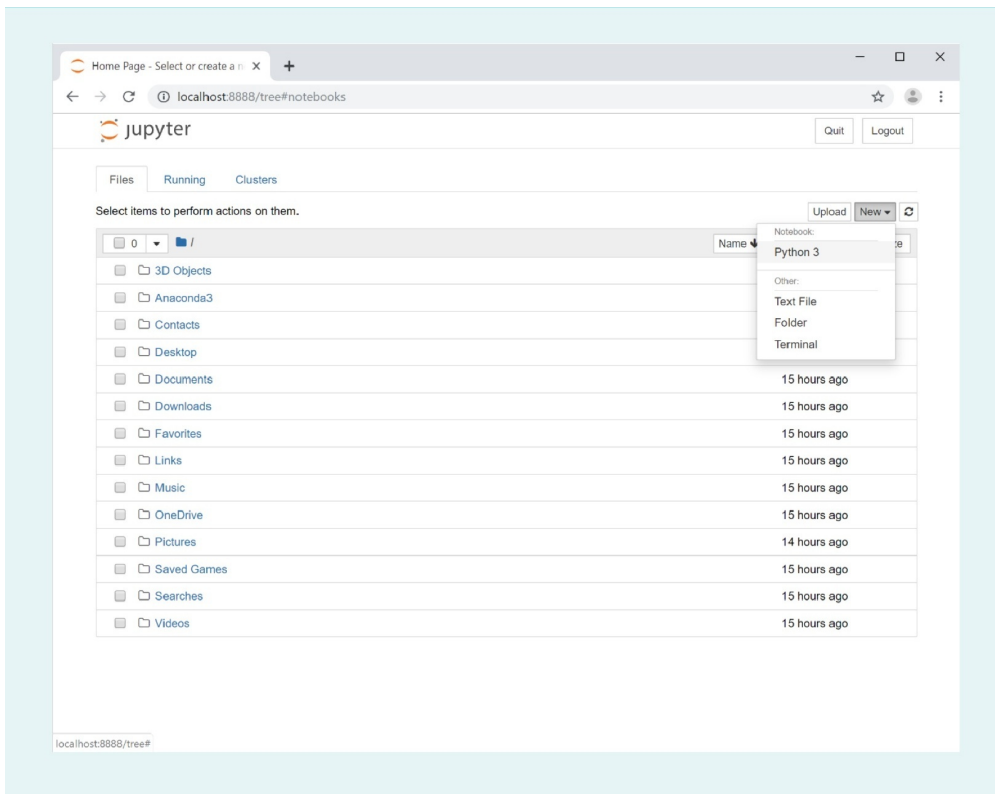 Home Page - Select or create a n
localhost:8888/tree#notebooks
jupyter
Quit Logout
Files Running Clusters
Select items to perform actions on them.
Upload New
0 / Name
Notebook:
Python 3
Other:
Text File
Folder
Terminal
3D Objects
Anaconda3
Contacts
Desktop
Documents 15 hours ago
Downloads 15 hours ago
Favorites 15 hours ago
Links 15 hours ago
Music 15 hours ago
OneDrive 15 hours ago
Pictures 14 hours ago
Saved Games 15 hours ago
Searches 15 hours ago
Videos 15 hours ago
localhost:8888/tree#